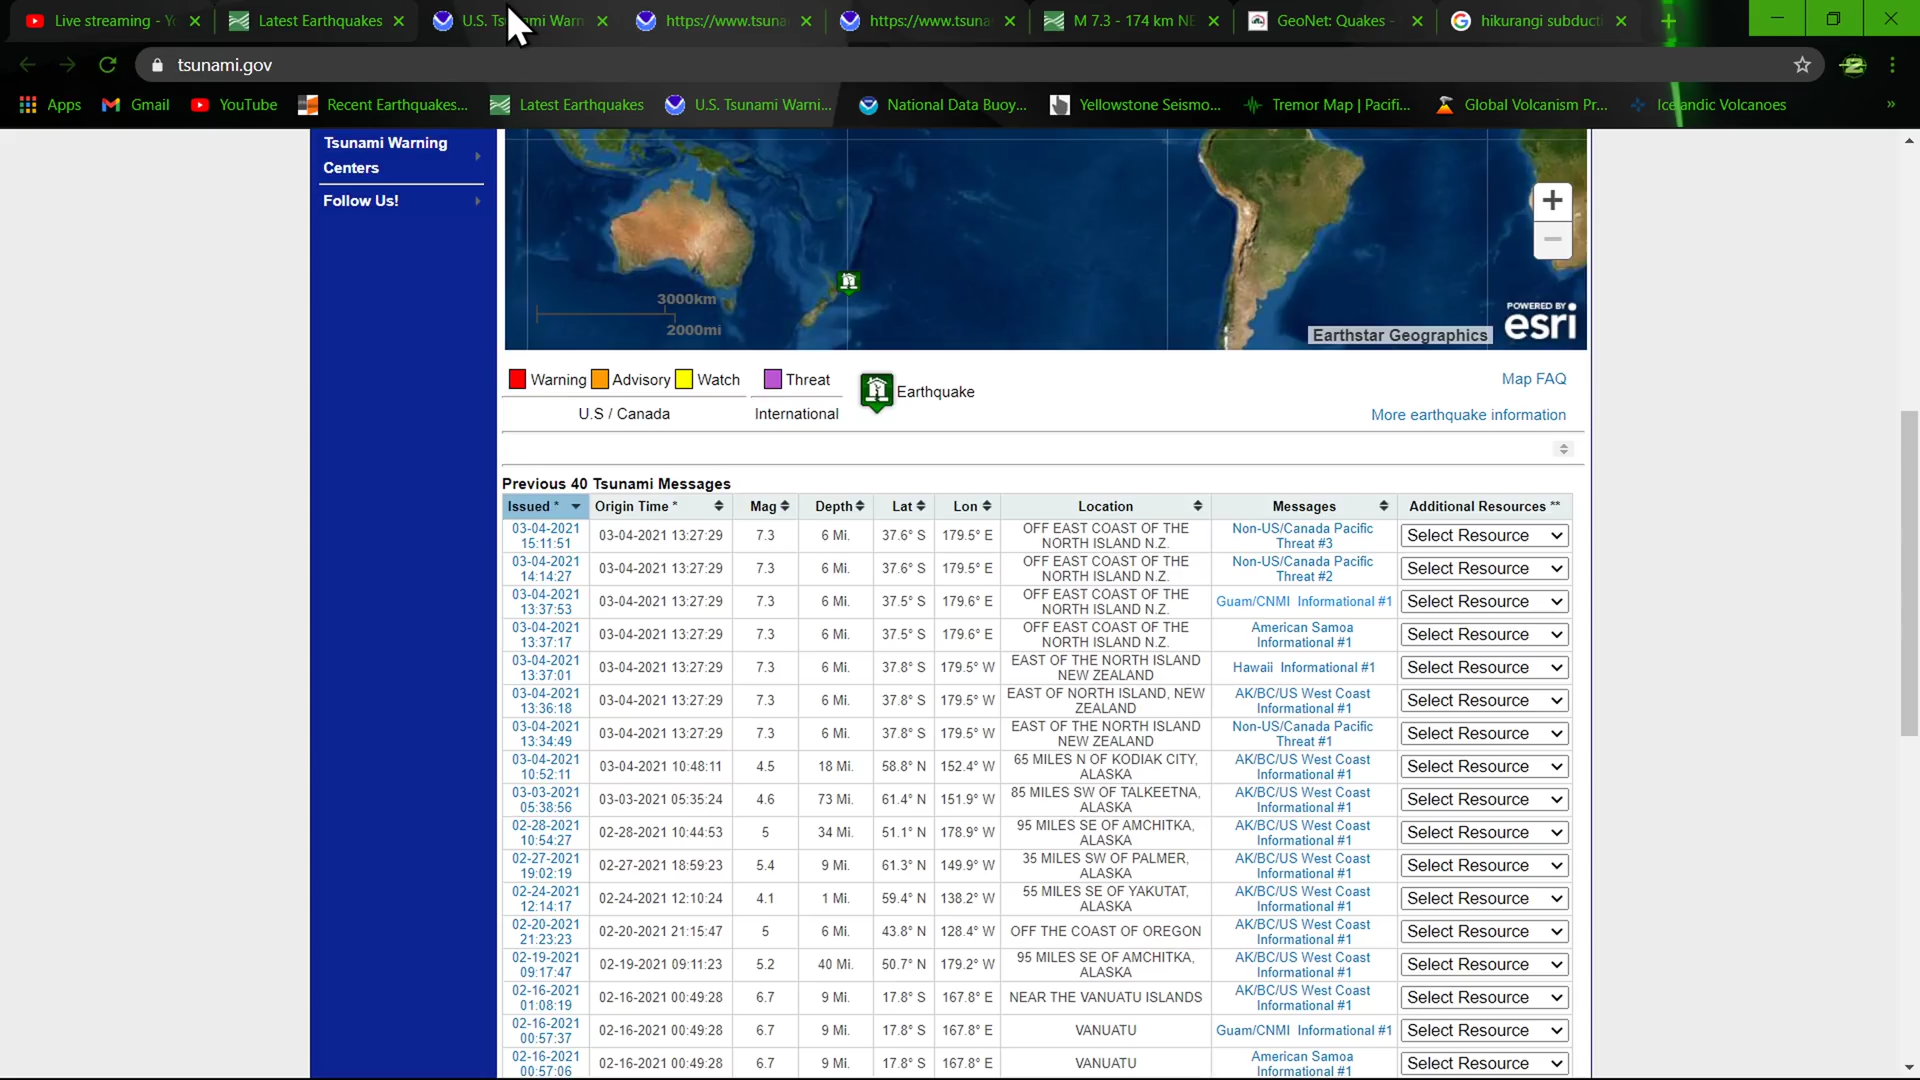 Live streaming - Y
Latest Earthquakes
U.S. Tsunami Warn
https://www.tsuna
https://www.tsuna
M 7.3 - 174 km NE
GeoNet: Quakes -
hikurangi subducti
tsunami.gov
Apps
Gmail
YouTube
Recent Earthquakes...
Latest Earthquakes
U.S. Tsunami Warni...
National Data Buoy...
Yellowstone Seismo...
Tremor Map | Pacifi...
Global Volcanism Pr...
Icelandic Volcanoes
»
Tsunami Warning
Centers
Follow Us!
+
−
3000km
2000mi
POWERED BY
esri
Earthstar Geographics
Warning Advisory Watch Threat Earthquake
U.S / Canada International
Map FAQ
More earthquake information
Previous 40 Tsunami Messages
Issued * Origin Time * Mag Depth Lat Lon Location Messages Additional Resources **
03-04-2021 15:11:51 03-04-2021 13:27:29 7.3 6 Mi. 37.6° S 179.5° E OFF EAST COAST OF THE NORTH ISLAND N.Z. Non-US/Canada Pacific Threat #3 Select Resource
03-04-2021 14:14:27 03-04-2021 13:27:29 7.3 6 Mi. 37.6° S 179.5° E OFF EAST COAST OF THE NORTH ISLAND N.Z. Non-US/Canada Pacific Threat #2 Select Resource
03-04-2021 13:37:53 03-04-2021 13:27:29 7.3 6 Mi. 37.5° S 179.6° E OFF EAST COAST OF THE NORTH ISLAND N.Z. Guam/CNMI Informational #1 Select Resource
03-04-2021 13:37:17 03-04-2021 13:27:29 7.3 6 Mi. 37.5° S 179.6° E OFF EAST COAST OF THE NORTH ISLAND N.Z. American Samoa Informational #1 Select Resource
03-04-2021 13:37:01 03-04-2021 13:27:29 7.3 6 Mi. 37.8° S 179.5° W EAST OF THE NORTH ISLAND NEW ZEALAND Hawaii Informational #1 Select Resource
03-04-2021 13:36:18 03-04-2021 13:27:29 7.3 6 Mi. 37.8° S 179.5° W EAST OF NORTH ISLAND, NEW ZEALAND AK/BC/US West Coast Informational #1 Select Resource
03-04-2021 13:34:49 03-04-2021 13:27:29 7.3 6 Mi. 37.8° S 179.5° W EAST OF THE NORTH ISLAND NEW ZEALAND Non-US/Canada Pacific Threat #1 Select Resource
03-04-2021 10:52:11 03-04-2021 10:48:11 4.5 18 Mi. 58.8° N 152.4° W 65 MILES N OF KODIAK CITY, ALASKA AK/BC/US West Coast Informational #1 Select Resource
03-03-2021 05:38:56 03-03-2021 05:35:24 4.6 73 Mi. 61.4° N 151.9° W 85 MILES SW OF TALKEETNA, ALASKA AK/BC/US West Coast Informational #1 Select Resource
02-28-2021 10:54:27 02-28-2021 10:44:53 5 34 Mi. 51.1° N 178.9° W 95 MILES SE OF AMCHITKA, ALASKA AK/BC/US West Coast Informational #1 Select Resource
02-27-2021 19:02:19 02-27-2021 18:59:23 5.4 9 Mi. 61.3° N 149.9° W 35 MILES SW OF PALMER, ALASKA AK/BC/US West Coast Informational #1 Select Resource
02-24-2021 12:14:17 02-24-2021 12:10:24 4.1 1 Mi. 59.4° N 138.2° W 55 MILES SE OF YAKUTAT, ALASKA AK/BC/US West Coast Informational #1 Select Resource
02-20-2021 21:23:23 02-20-2021 21:15:47 5 6 Mi. 43.8° N 128.4° W OFF THE COAST OF OREGON AK/BC/US West Coast Informational #1 Select Resource
02-19-2021 09:17:47 02-19-2021 09:11:23 5.2 40 Mi. 50.7° N 179.2° W 95 MILES SE OF AMCHITKA, ALASKA AK/BC/US West Coast Informational #1 Select Resource
02-16-2021 01:08:19 02-16-2021 00:49:28 6.7 9 Mi. 17.8° S 167.8° E NEAR THE VANUATU ISLANDS AK/BC/US West Coast Informational #1 Select Resource
02-16-2021 00:57:37 02-16-2021 00:49:28 6.7 9 Mi. 17.8° S 167.8° E VANUATU Guam/CNMI Informational #1 Select Resource
02-16-2021 00:57:06 02-16-2021 00:49:28 6.7 9 Mi. 17.8° S 167.8° E VANUATU American Samoa Informational #1 Select Resource